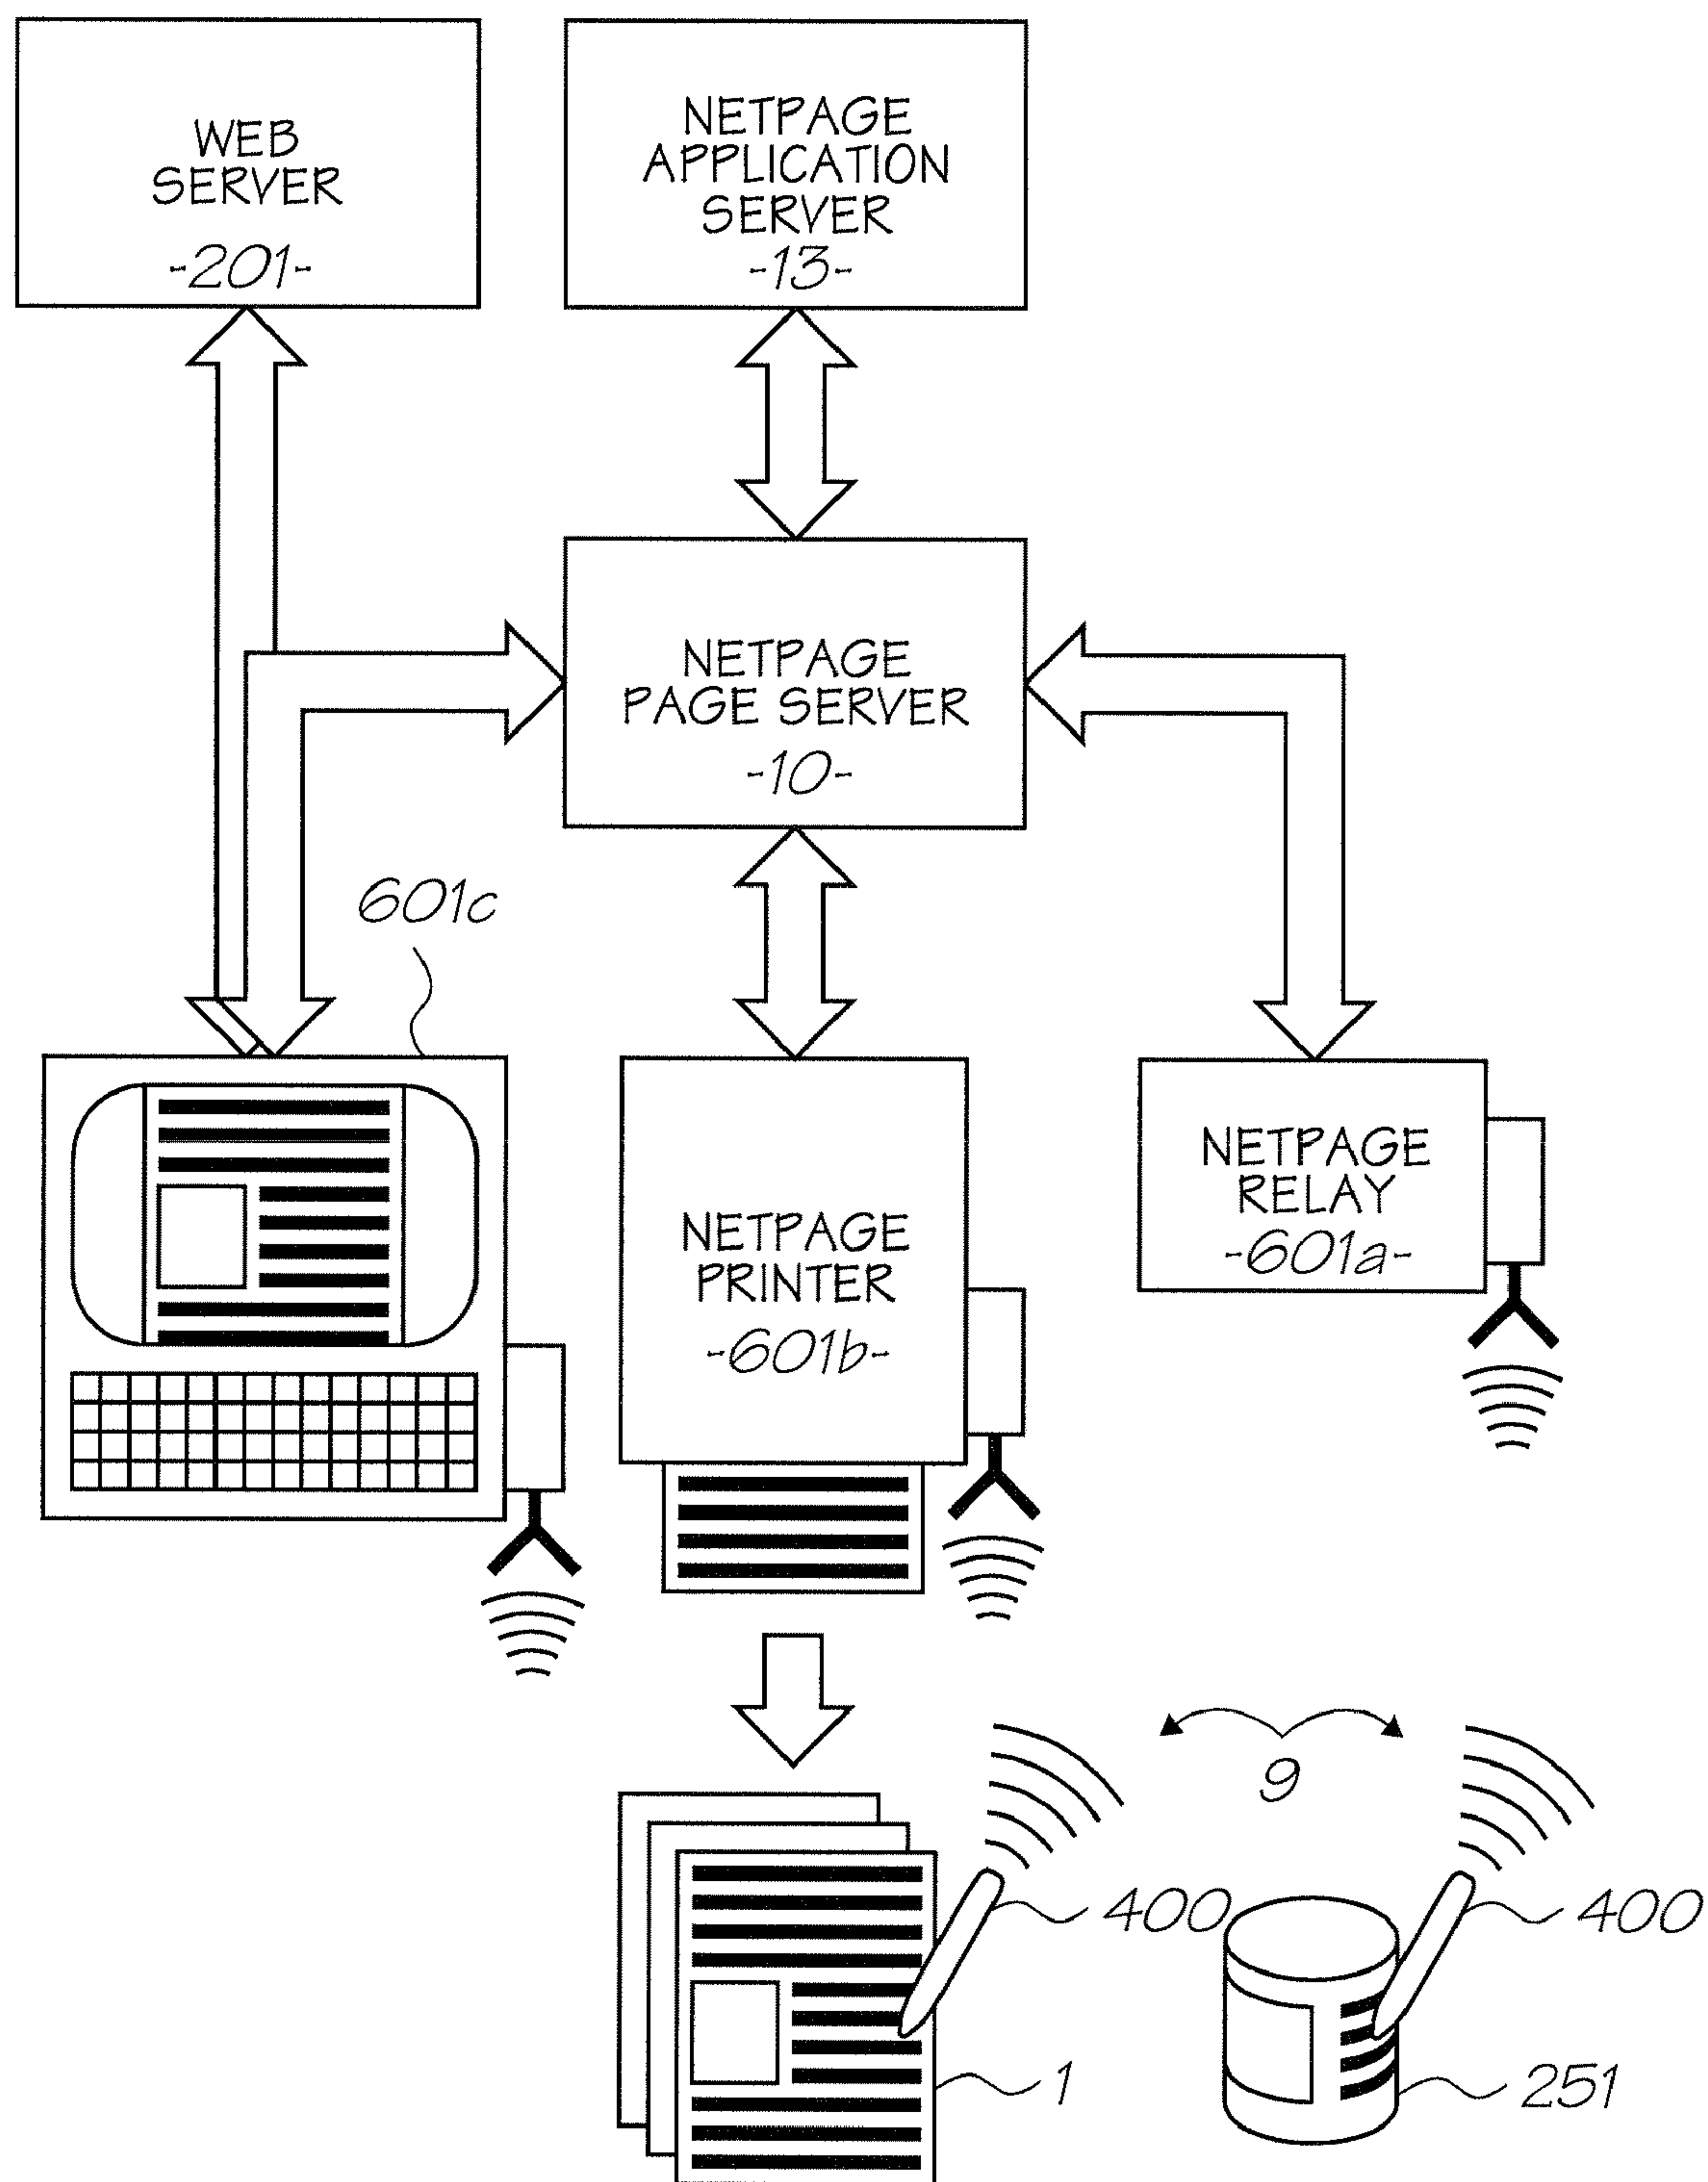 WEB
SERVER
-201-
NETPAGE
APPLICATION
SERVER
-13-
NETPAGE
PAGE SERVER
-10-
601c
NETPAGE
PRINTER
-601b-
NETPAGE
RELAY
-601a-
9
400
400
1
251